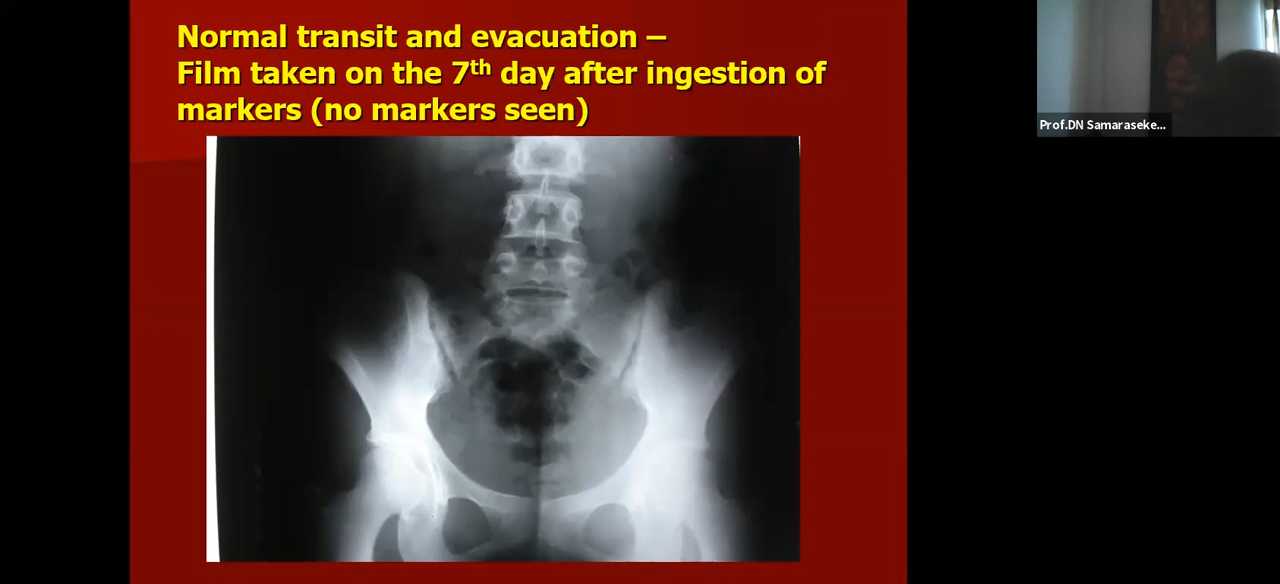 Normal transit and evacuation –
Film taken on the 7th day after ingestion of
markers (no markers seen)
Prof.DN Samaraseke...